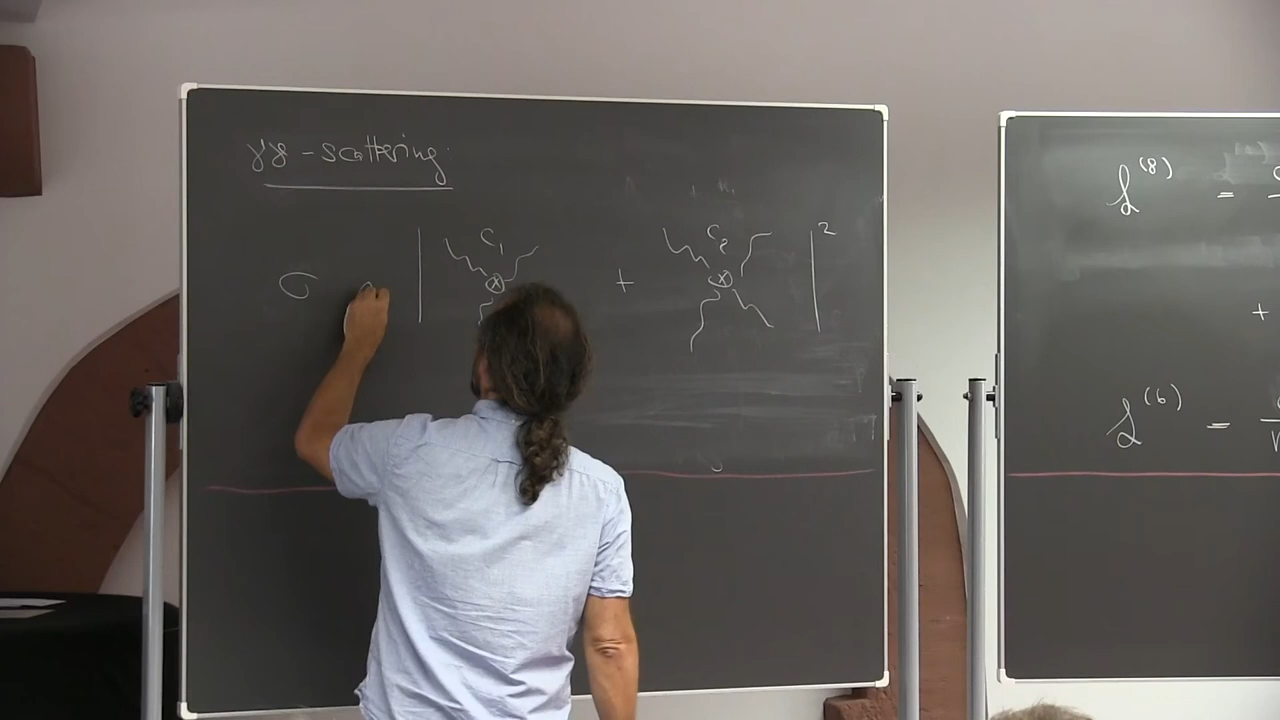 γγ - scattering
σ | C₁ + C₂ |²
ℒ⁽⁸⁾ =
+
ℒ⁽⁶⁾ =